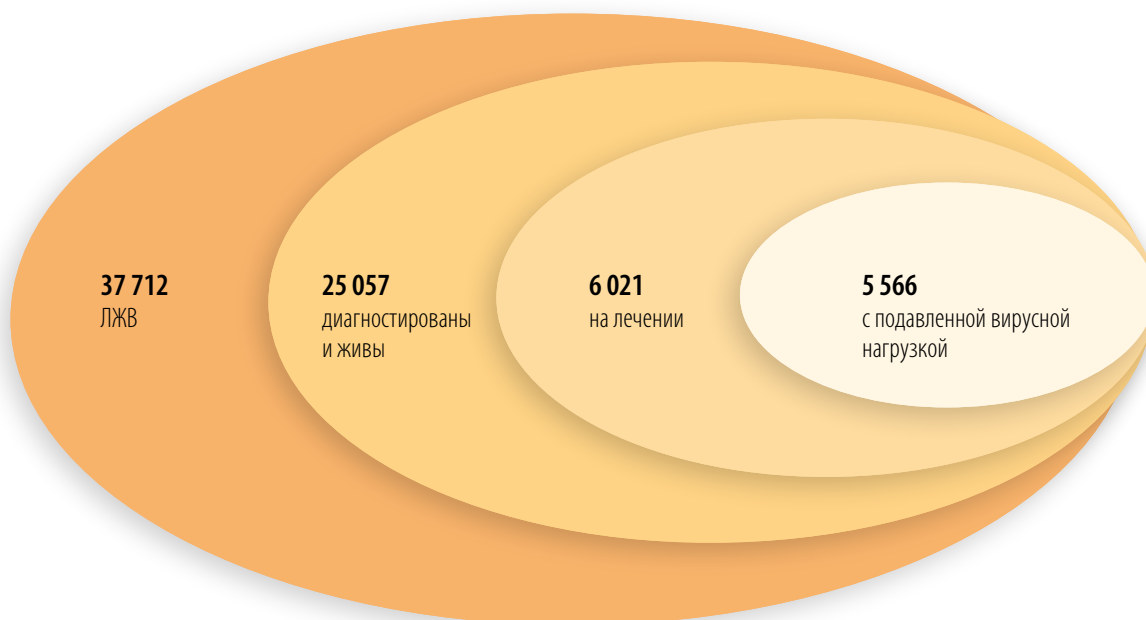 37 712
ЛЖВ
25 057
диагностированы
и живы
6 021
на лечении
5 566
с подавленной вирусной
нагрузкой